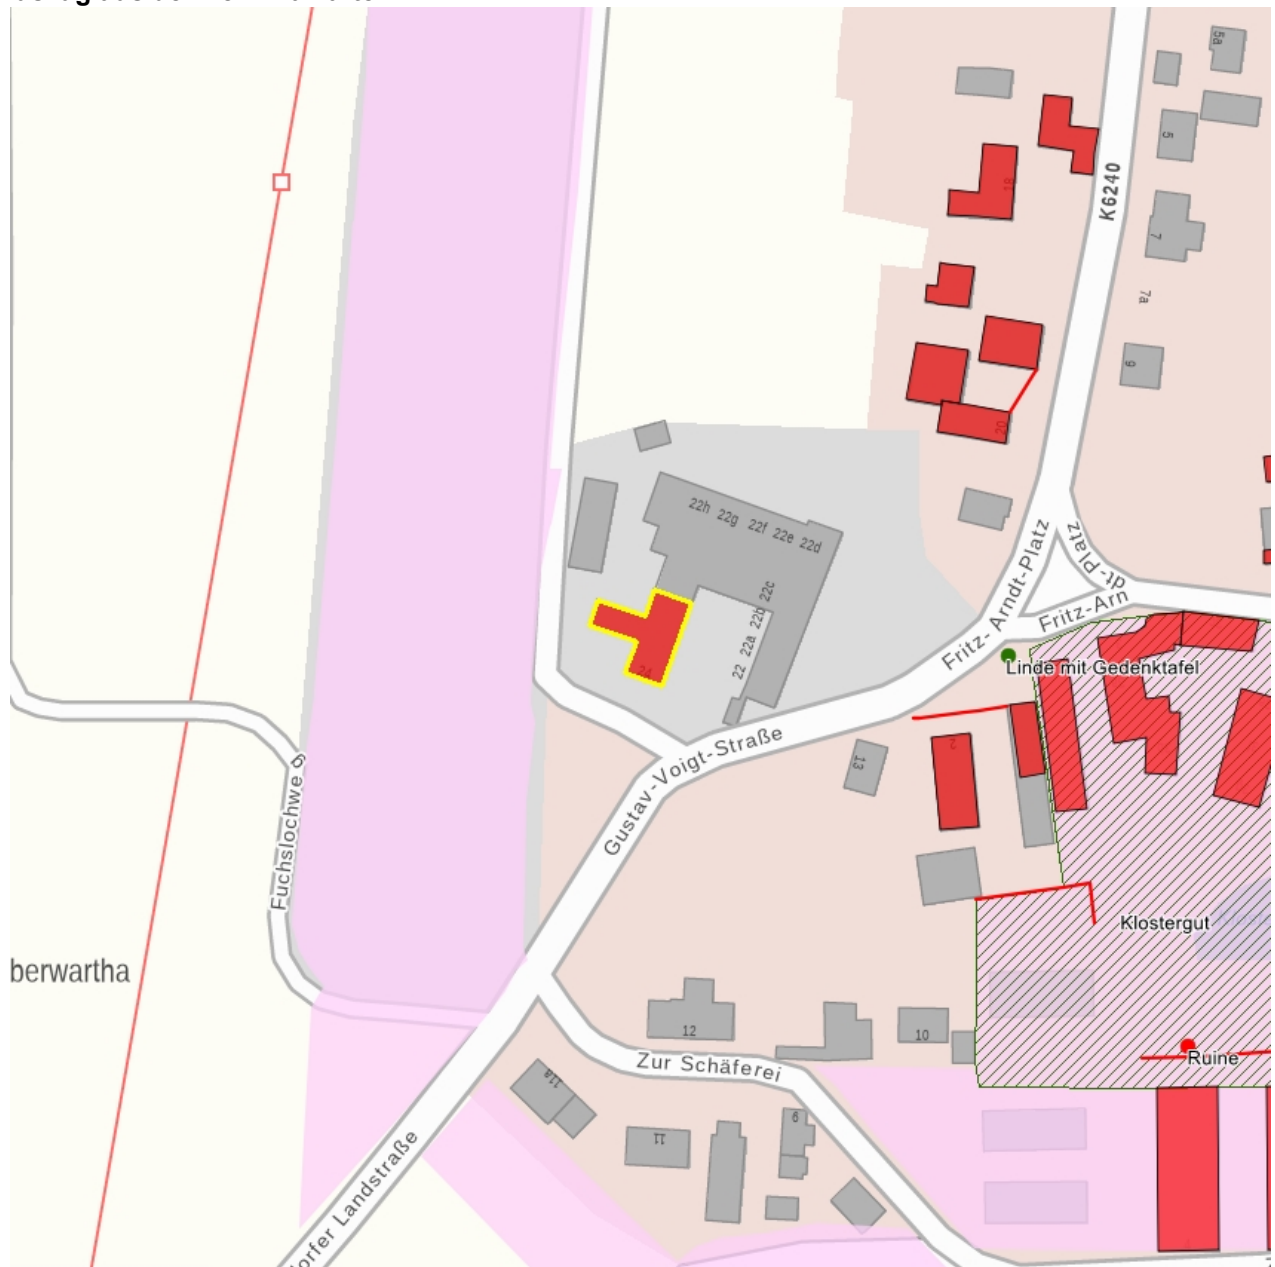 5a
5
K6240
18
7
7a
9
20
22h 22g 22f 22e 22d
Fritz-Arndt-Platz
dt-Platz
Fritz-Arn
22 22a 22b 22c
24
Linde mit Gedenktafel
Gustav-Voigt-Straße
2
13
Fuchslochwe
g
Klostergut
berwartha
12
10
Ruine
Zur Schäferei
11a
11
9
orfer Landstraße